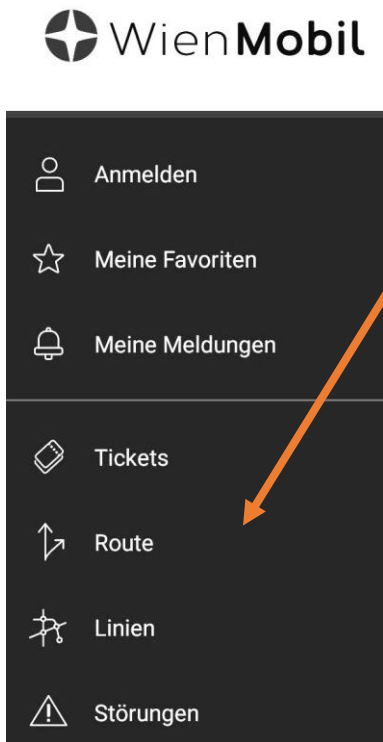 WienMobil
Anmelden
Meine Favoriten
Meine Meldungen
Tickets
Route
Linien
Störungen